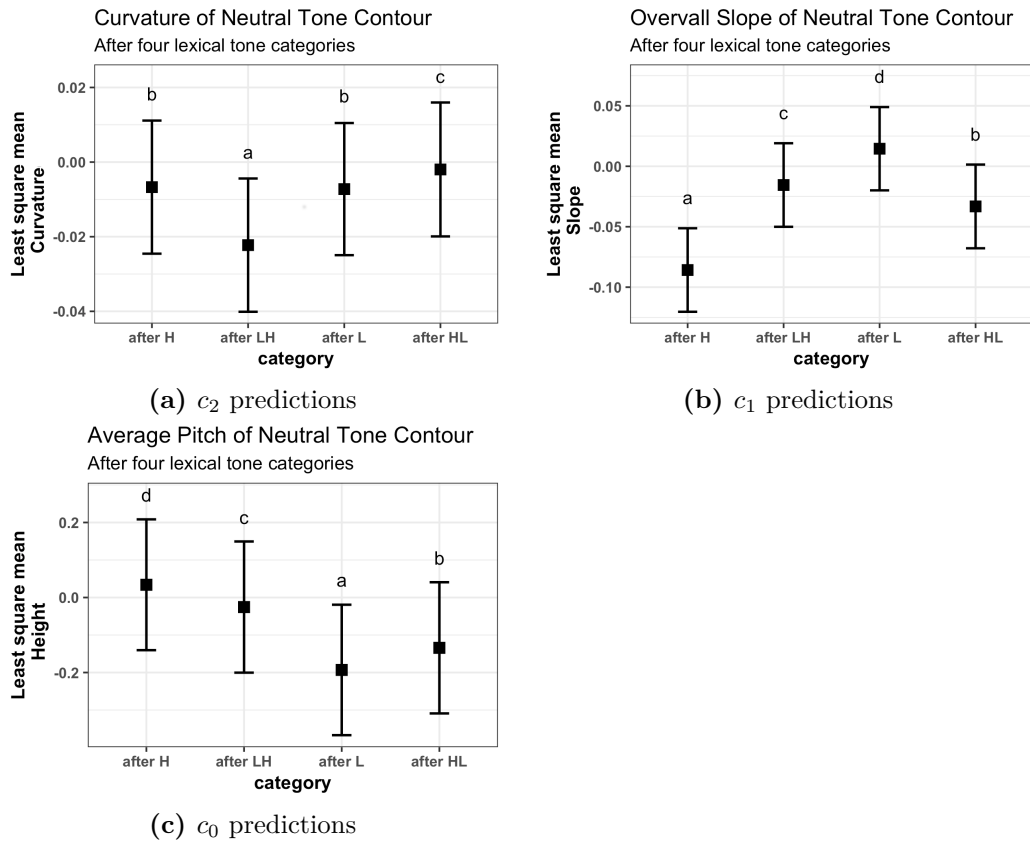 Curvature of Neutral Tone Contour
After four lexical tone categories
Least square mean
Curvature
0.02
0.00
-0.02
-0.04
b
a
b
c
after H after LH after L after HL
category
(a) c₂ predictions
Overvall Slope of Neutral Tone Contour
After four lexical tone categories
Least square mean
Slope
0.05
0.00
-0.05
-0.10
a
c
d
b
after H after LH after L after HL
category
(b) c₁ predictions
Average Pitch of Neutral Tone Contour
After four lexical tone categories
Least square mean
Height
0.2
0.0
-0.2
d
c
a
b
after H after LH after L after HL
category
(c) c₀ predictions